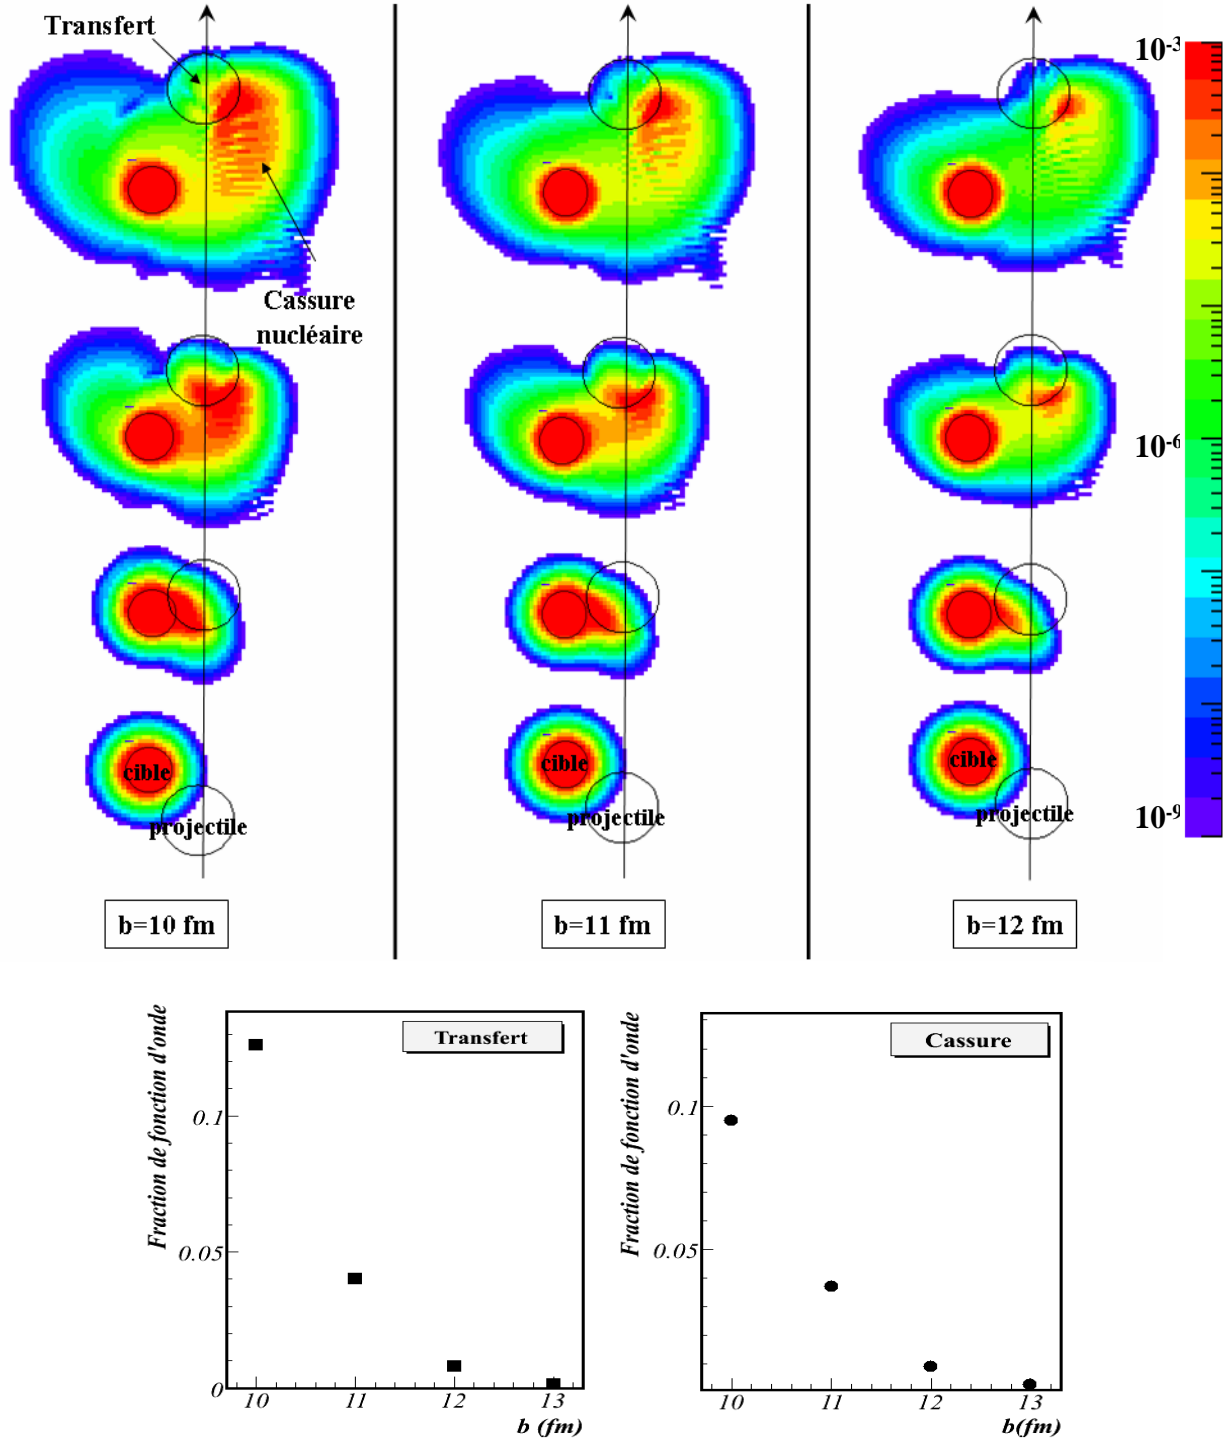 Transfert
10-3
Cassure
nucléaire
10-6
cible
projectile
cible
projectile
cible
projectile
10-9
b=10 fm
b=11 fm
b=12 fm
Fraction de fonction d'onde
Transfert
0.1
0.05
0
10
11
12
13
b (fm)
Fraction de fonction d'onde
Cassure
0.1
0.05
10
11
12
13
b(fm)